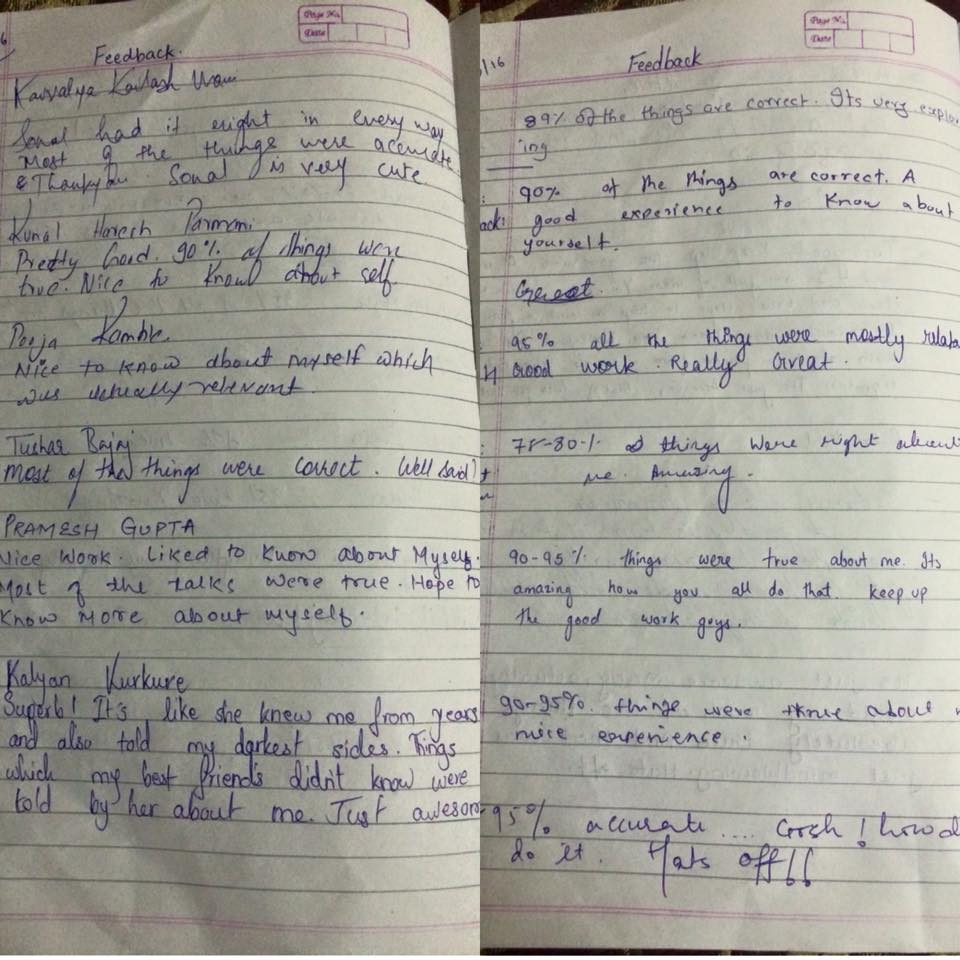 Page No.
Date
Feedback.
Kailash
Sonal had it right in every way
Most of the things were accurate
& Thankyou Sonal is very cute
Kunal Haresh Parmani.
Pretty Good. 90% of things were
true. Nice to know about self
Pooja Kamble.
Nice to know about myself which
was actually relevant.
Tushar Bajaj
Most of the things were correct. Well said
PRAMESH GUPTA
Nice work. Liked to know about Myself.
Most of the talks were true. Hope to
Know More about myself.
Kalyan Kurkure
Superb! It's like she knew me from years
and also told my darkest sides. Things
which my best friends didn't know were
told by her about me. Just awesom
Page No.
Date
/16
Feedback
89% of the things are correct. Its very explor
ing
90% of the things are correct. A
ack: good experience to know about
yourself.
Great.
95% all the things were mostly relata
Good work. Really Great.
75-80% of things were right about
me. Amazing.
90-95% things were true about me. Its
amazing how you all do that. keep up
the good work guys.
90-95% things were true about
nice experience.
95% accurate .... Gosh! how d
do it. Hats off!!